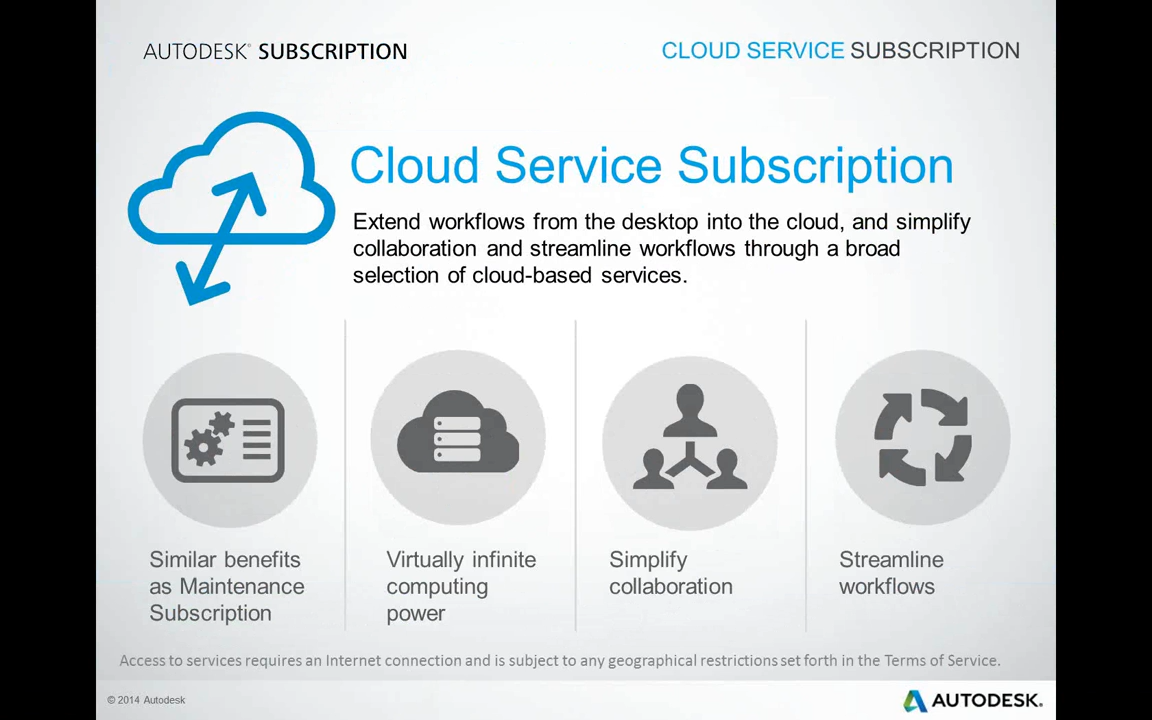 AUTODESK® SUBSCRIPTION
CLOUD SERVICE SUBSCRIPTION
Cloud Service Subscription
Extend workflows from the desktop into the cloud, and simplify
collaboration and streamline workflows through a broad
selection of cloud-based services.
Similar benefits
as Maintenance
Subscription
Virtually infinite
computing
power
Simplify
collaboration
Streamline
workflows
Access to services requires an Internet connection and is subject to any geographical restrictions set forth in the Terms of Service.
© 2014 Autodesk
AUTODESK.